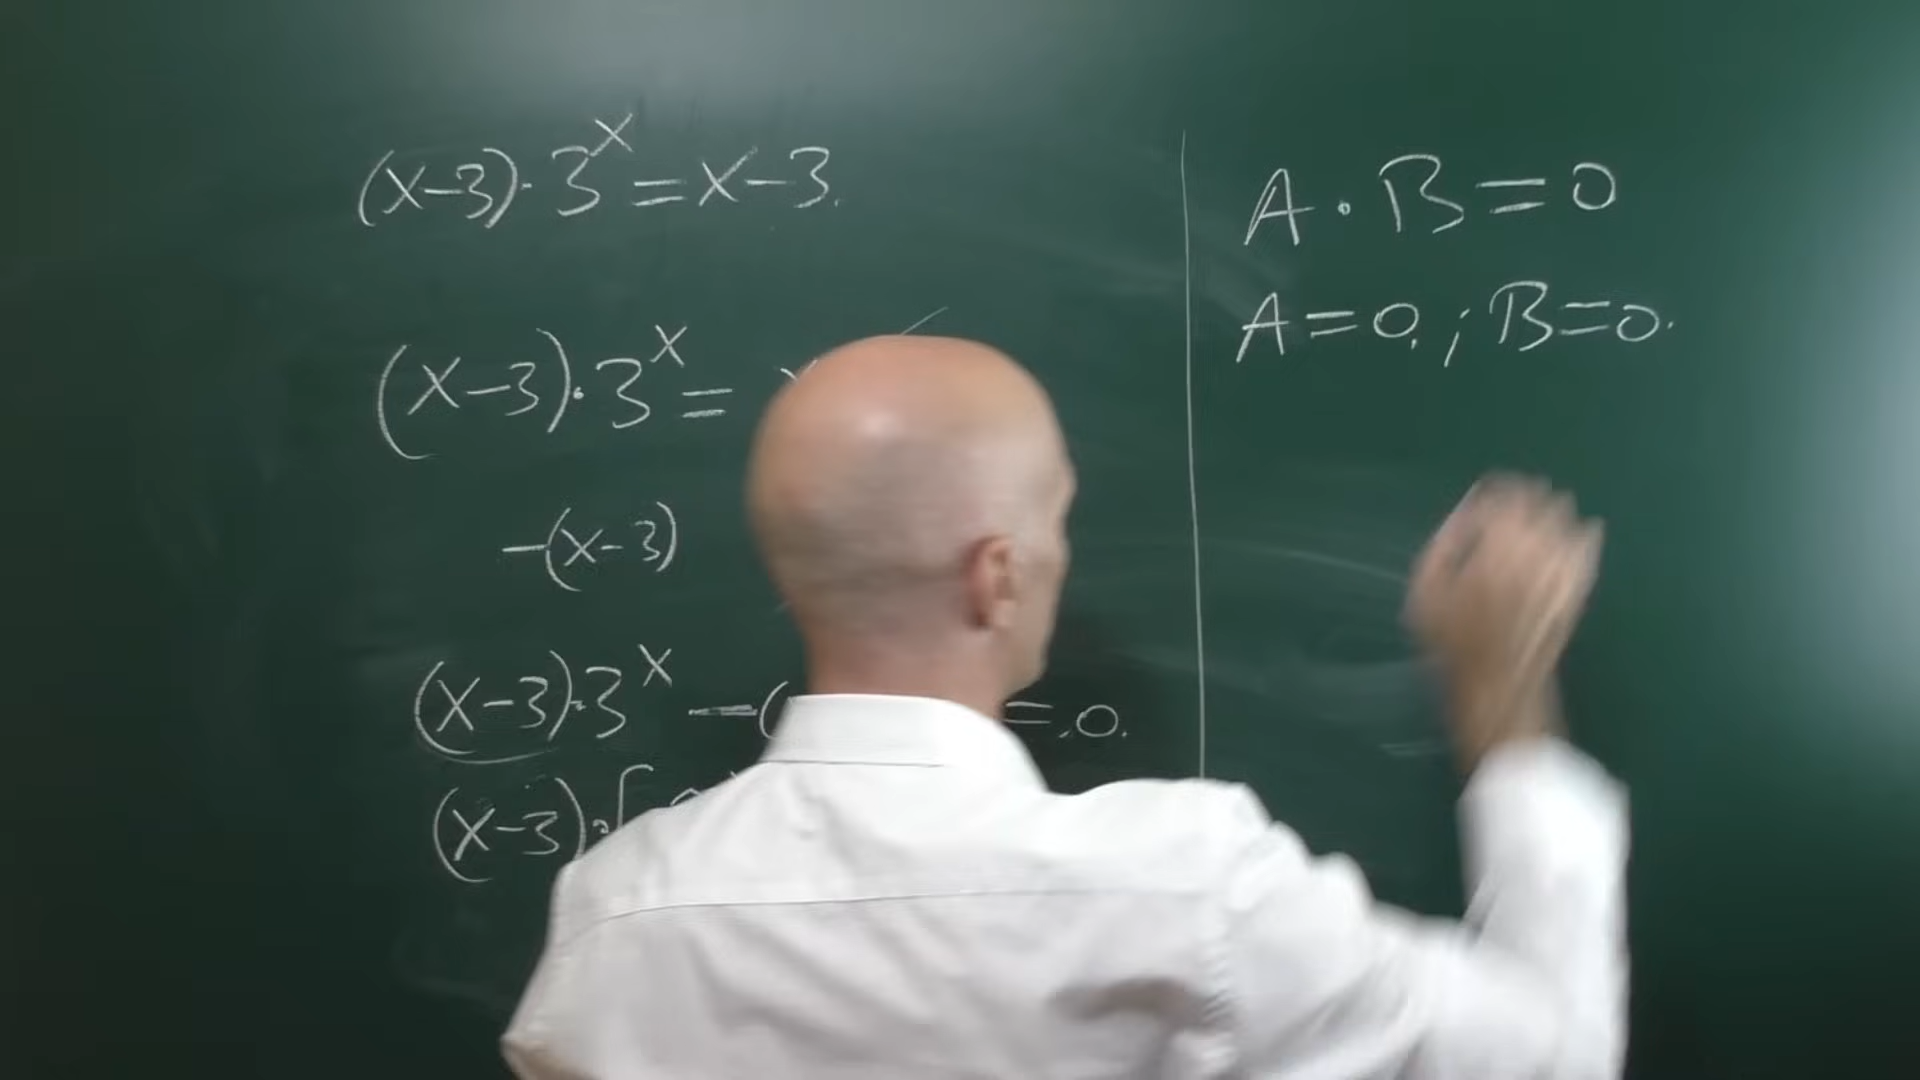 (x-3)·3^x = x-3.
(x-3)·3^x =
-(x-3)
(x-3)·3^x -( = 0.
(x-3)·[
A · B = 0
A = 0; B = 0.